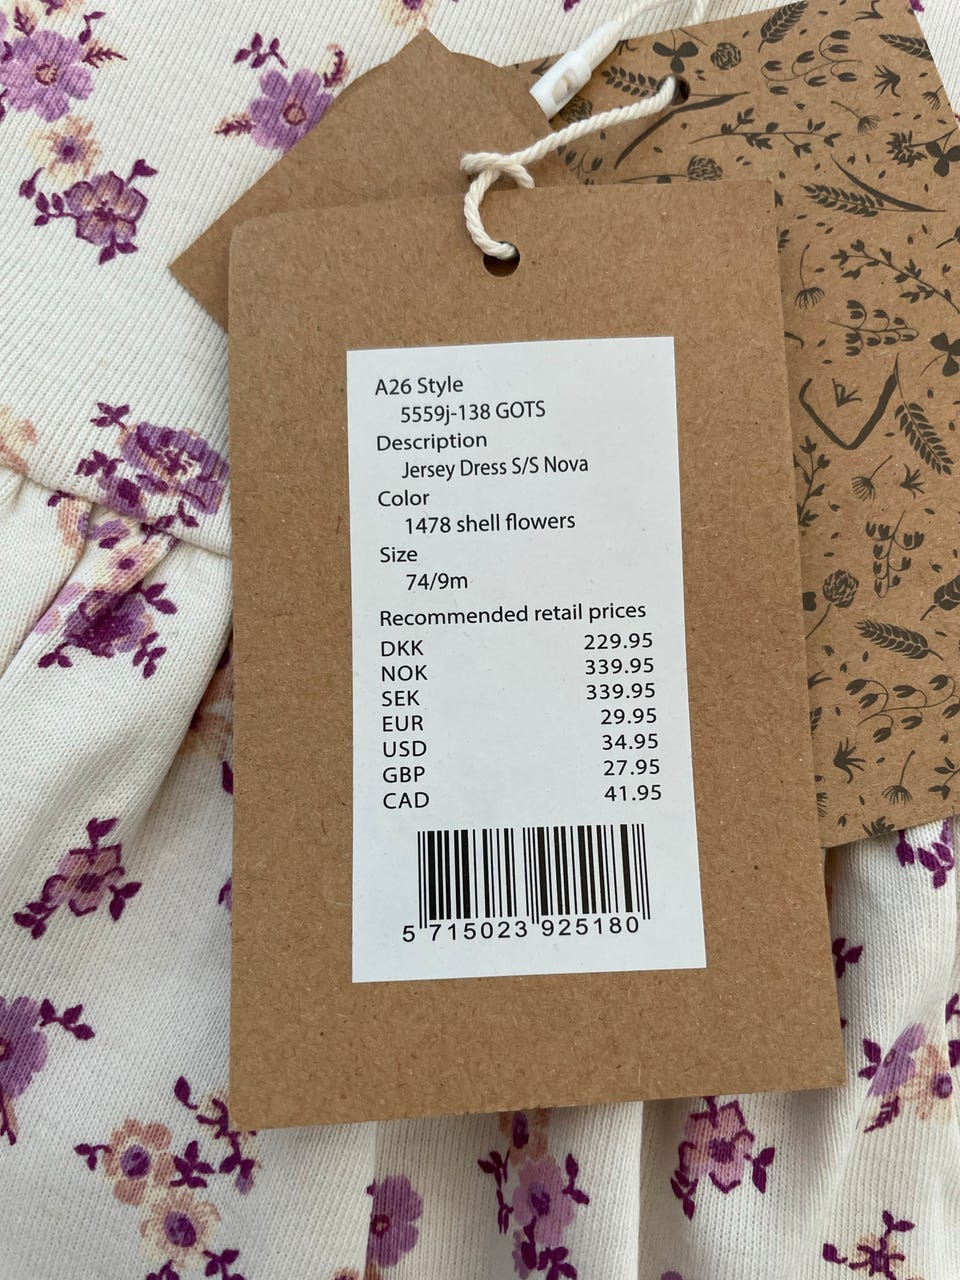 A26 Style
5559j-138 GOTS
Description
Jersey Dress S/S Nova
Color
1478 shell flowers
Size
74/9m
Recommended retail prices
DKK 229.95
NOK 339.95
SEK 339.95
EUR 29.95
USD 34.95
GBP 27.95
CAD 41.95
5 715023 925180